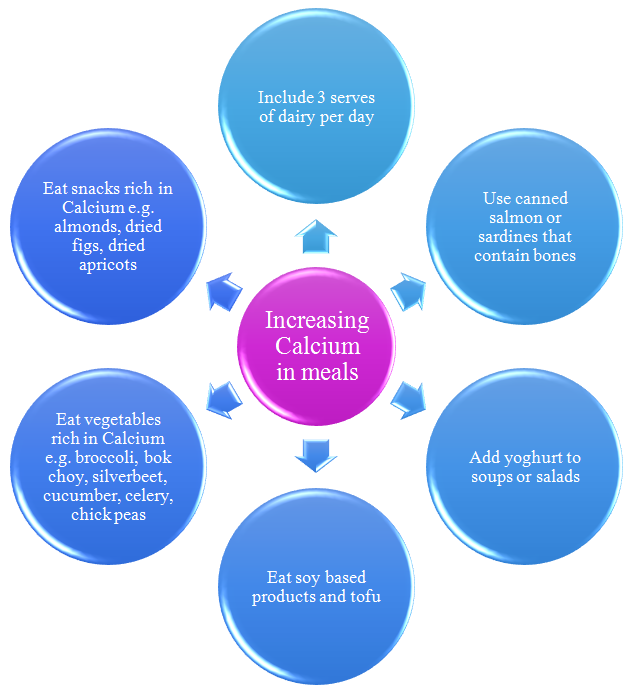 Include 3 serves
of dairy per day
Use canned
salmon or
sardines that
contain bones
Add yoghurt to
soups or salads
Eat soy based
products and tofu
Eat vegetables
rich in Calcium
e.g. broccoli, bok
choy, silverbeet,
cucumber, celery,
chick peas
Eat snacks rich in
Calcium e.g.
almonds, dried
figs, dried
apricots
Increasing
Calcium
in meals